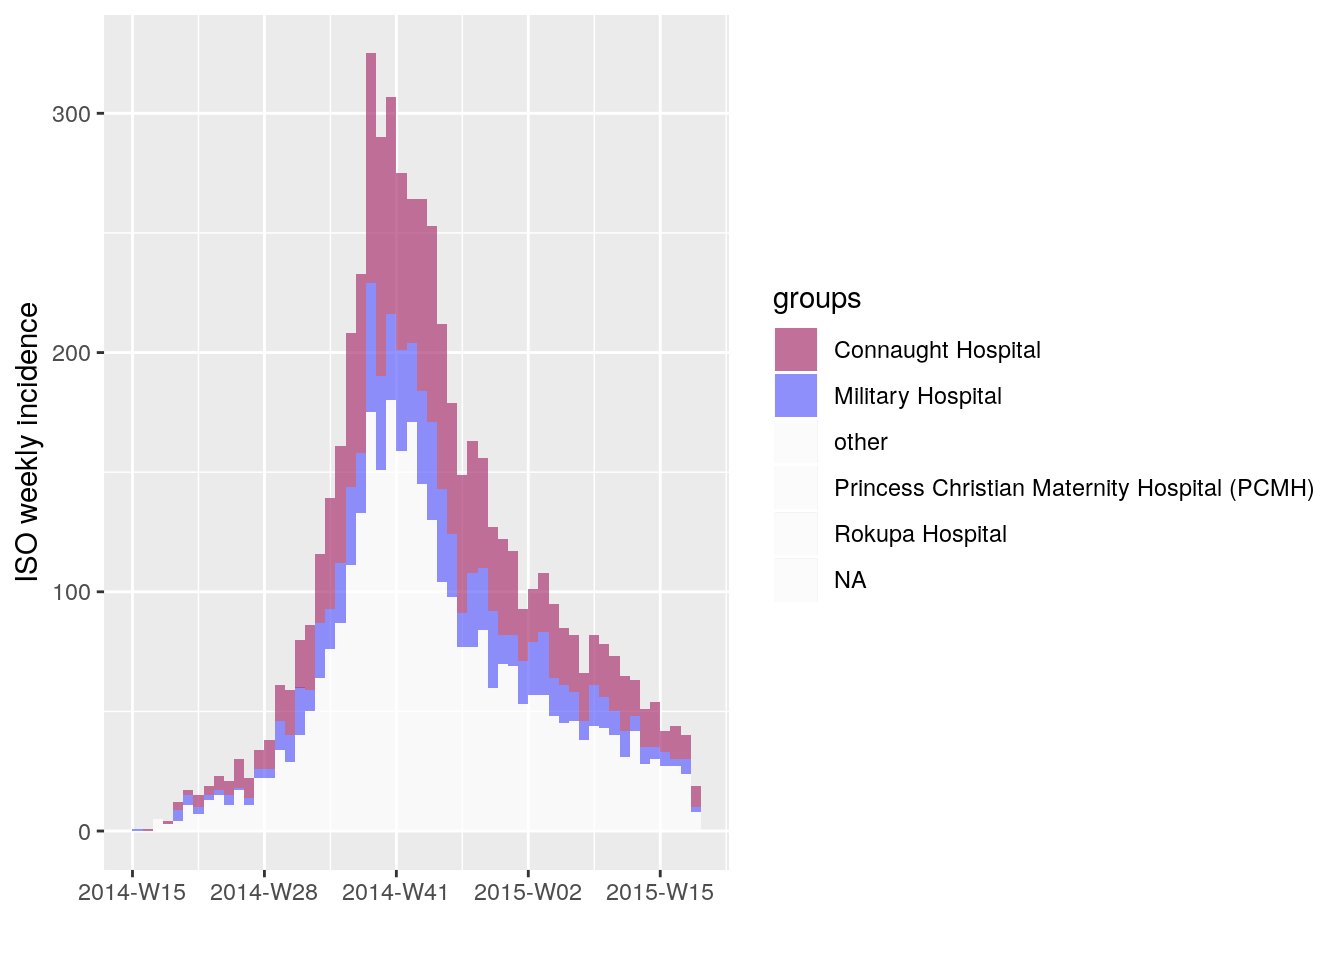 ISO weekly incidence
300
200
100
0
2014-W15 2014-W28 2014-W41 2015-W02 2015-W15
groups
Connaught Hospital
Military Hospital
other
Princess Christian Maternity Hospital (PCMH)
Rokupa Hospital
NA